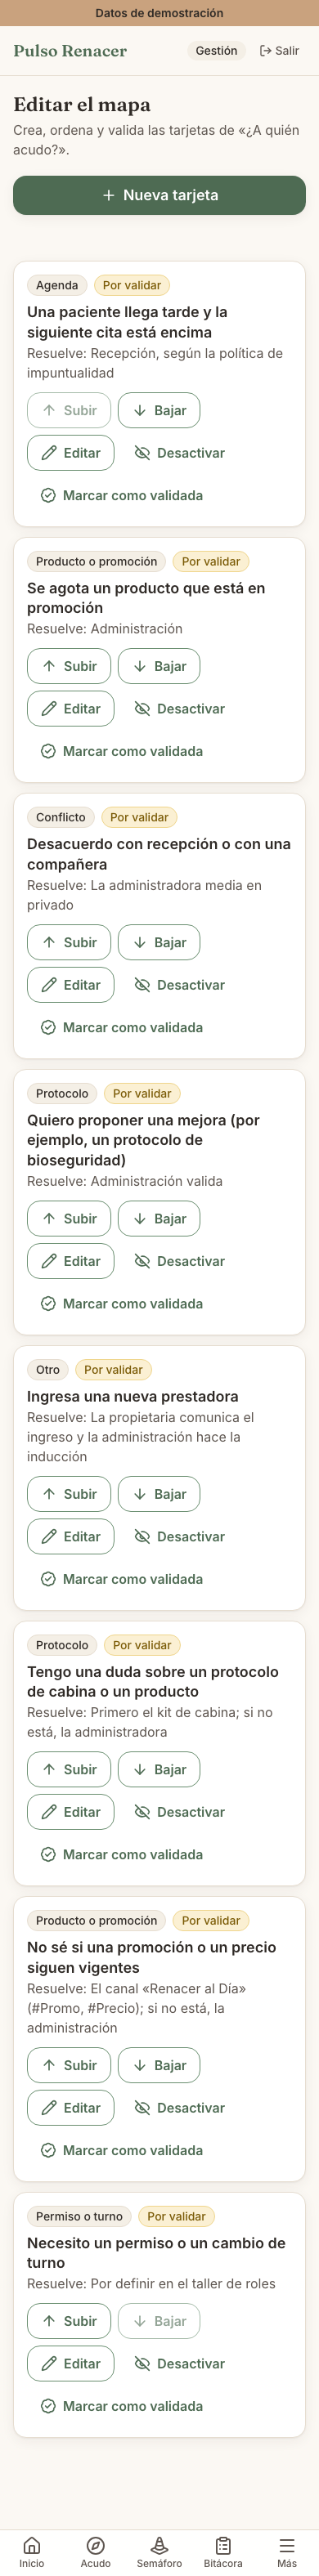 Datos de demostración
Pulso Renacer
Gestión
Salir
Editar el mapa
Crea, ordena y valida las tarjetas de «¿A quién
acudo?».
Nueva tarjeta
Agenda
Por validar
Una paciente llega tarde y la
siguiente cita está encima
Resuelve: Recepción, según la política de
impuntualidad
Subir
Bajar
Editar
Desactivar
Marcar como validada
Producto o promoción
Por validar
Se agota un producto que está en
promoción
Resuelve: Administración
Subir
Bajar
Editar
Desactivar
Marcar como validada
Conflicto
Por validar
Desacuerdo con recepción o con una
compañera
Resuelve: La administradora media en
privado
Subir
Bajar
Editar
Desactivar
Marcar como validada
Protocolo
Por validar
Quiero proponer una mejora (por
ejemplo, un protocolo de
bioseguridad)
Resuelve: Administración valida
Subir
Bajar
Editar
Desactivar
Marcar como validada
Otro
Por validar
Ingresa una nueva prestadora
Resuelve: La propietaria comunica el
ingreso y la administración hace la
inducción
Subir
Bajar
Editar
Desactivar
Marcar como validada
Protocolo
Por validar
Tengo una duda sobre un protocolo
de cabina o un producto
Resuelve: Primero el kit de cabina; si no
está, la administradora
Subir
Bajar
Editar
Desactivar
Marcar como validada
Producto o promoción
Por validar
No sé si una promoción o un precio
siguen vigentes
Resuelve: El canal «Renacer al Día»
(#Promo, #Precio); si no está, la
administración
Subir
Bajar
Editar
Desactivar
Marcar como validada
Permiso o turno
Por validar
Necesito un permiso o un cambio de
turno
Resuelve: Por definir en el taller de roles
Subir
Bajar
Editar
Desactivar
Marcar como validada
Inicio
Acudo
Semáforo
Bitácora
Más